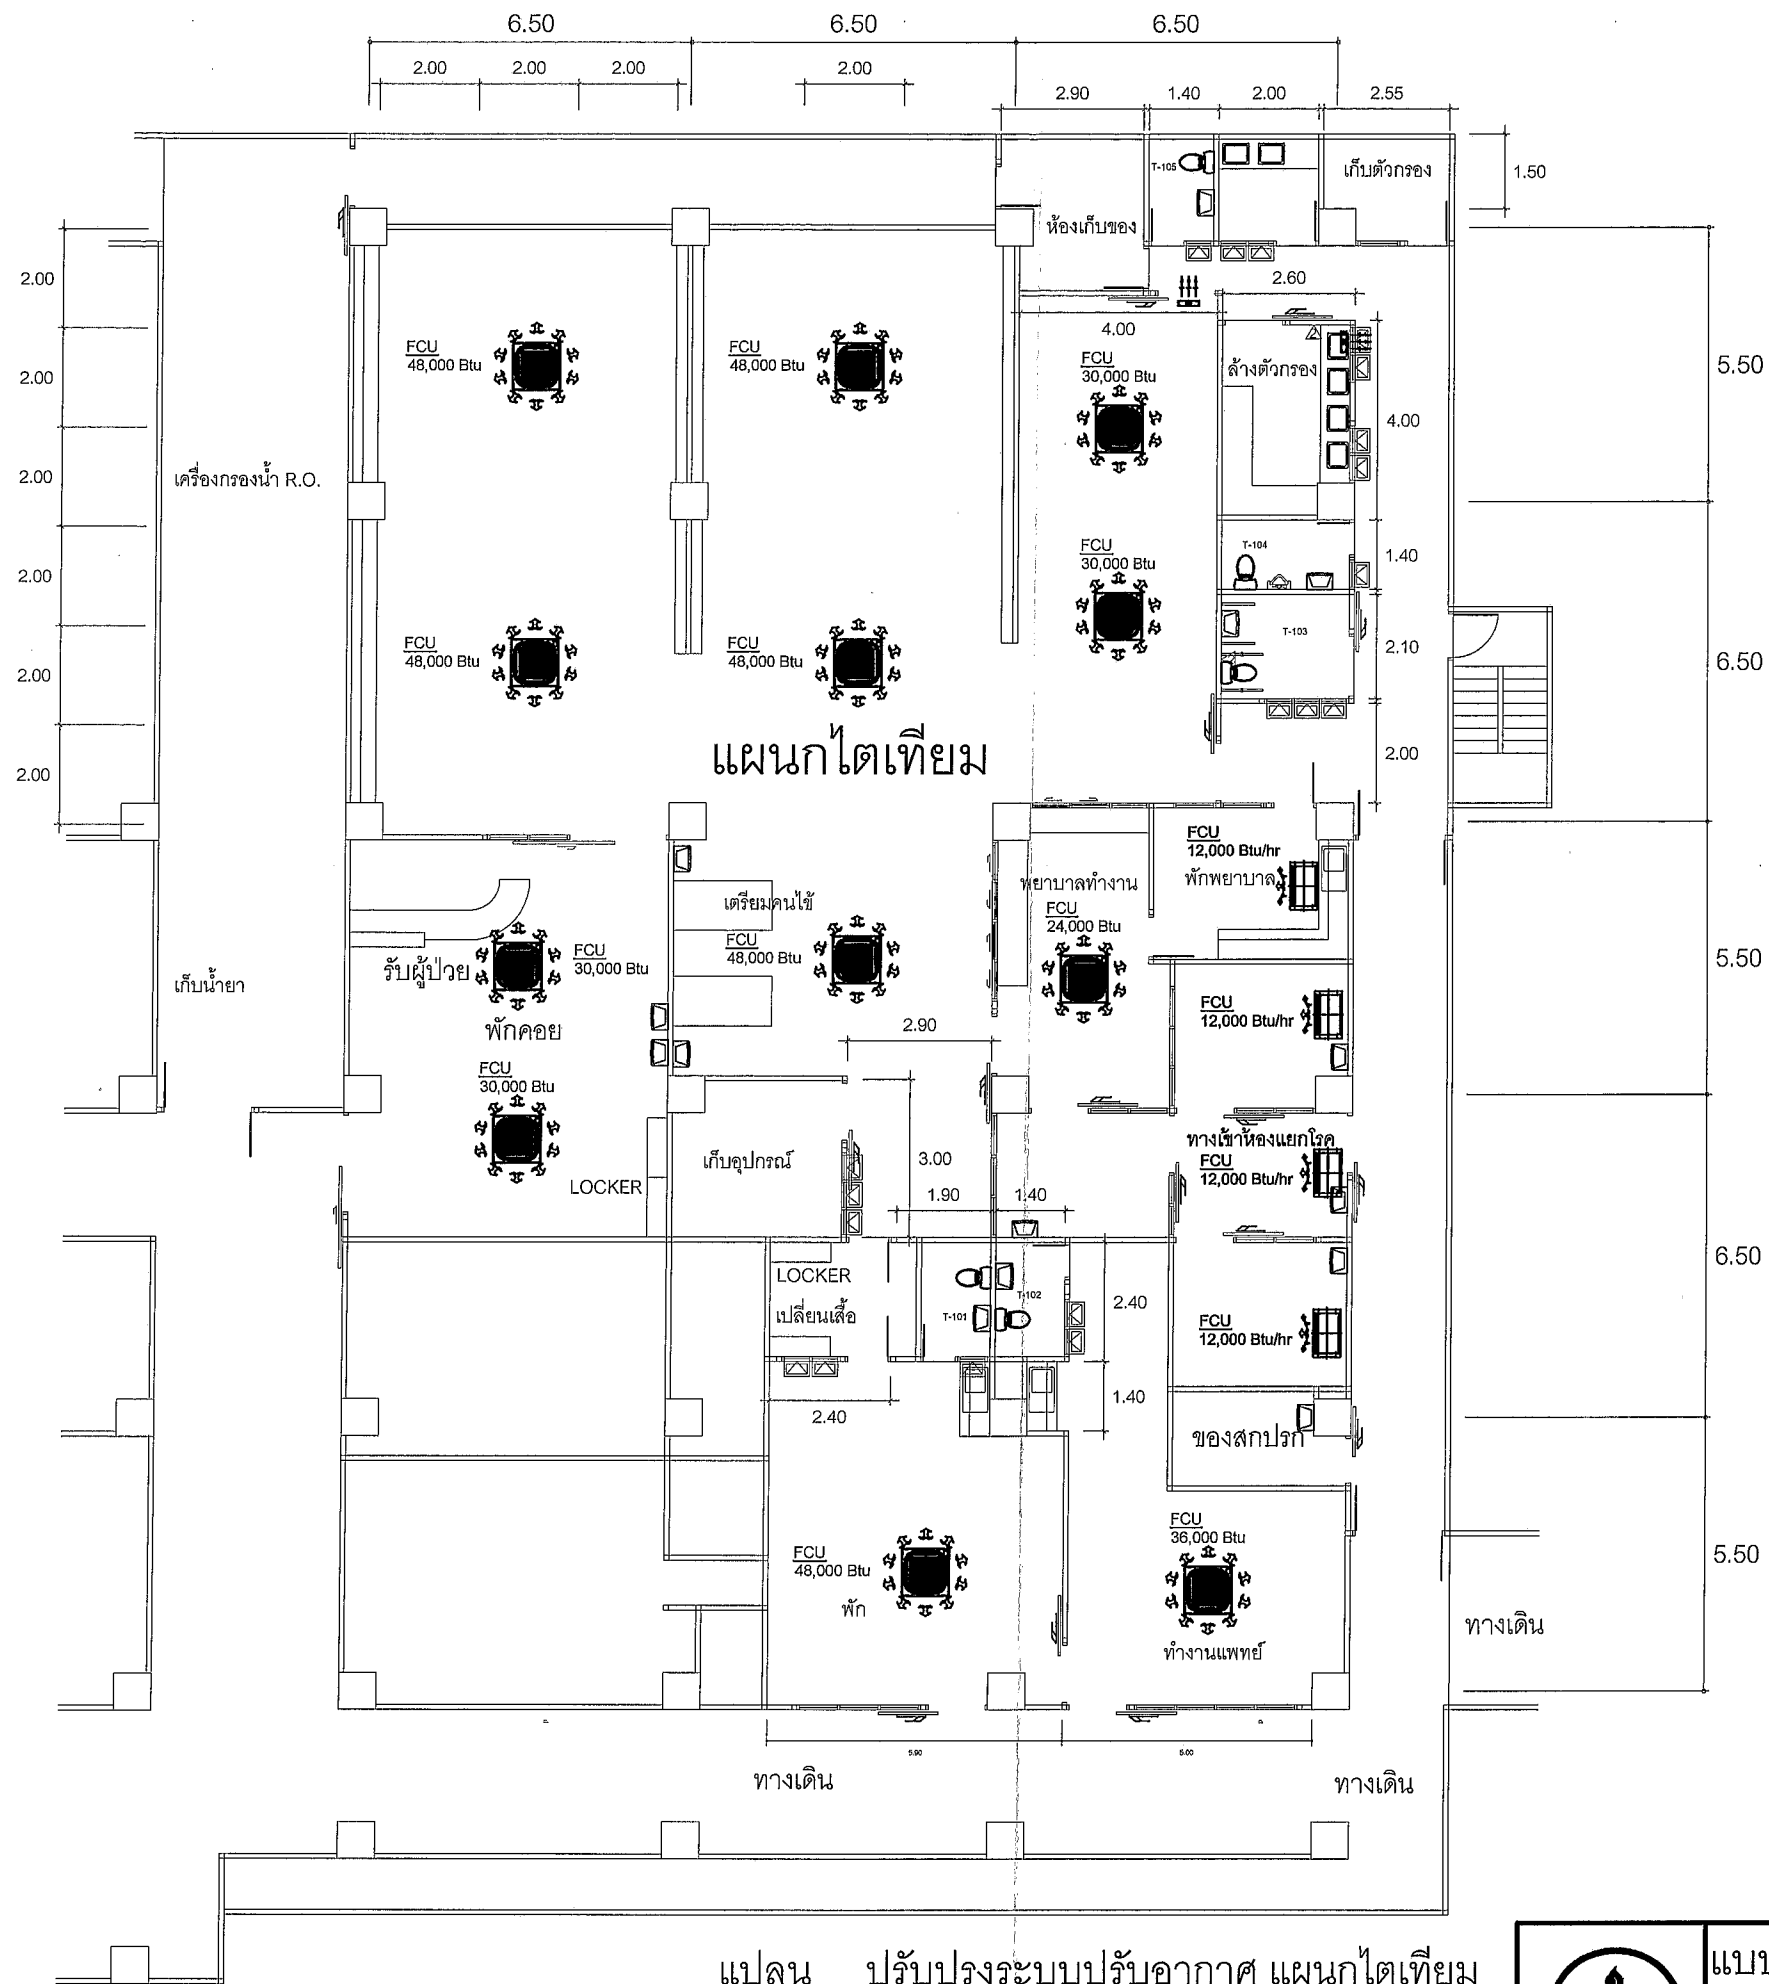 6.50 6.50 6.50
2.00 2.00 2.00 2.00
2.90 1.40 2.00 2.55
T-105
เก็บตัวกรอง
1.50
ห้องเก็บของ
2.00
2.60
4.00
FCU
48,000 Btu
FCU
48,000 Btu
FCU
30,000 Btu
ล้างตัวกรอง
2
5.50
2.00
4.00
เครื่องกรองน้ำ R.O.
2.00
T-104
FCU
30,000 Btu
1.40
2.00
T-103
FCU
48,000 Btu
FCU
48,000 Btu
2.10
6.50
2.00
แผนกไตเทียม
2.00
2.00
FCU
12,000 Btu/hr
พักพยาบาล
พยาบาลทำงาน
FCU
24,000 Btu
เตรียมคนไข้
FCU
48,000 Btu
FCU
30,000 Btu
รับผู้ป่วย
5.50
เก็บน้ำยา
พักคอย
FCU
12,000 Btu/hr
2.90
FCU
30,000 Btu
ทางเข้าห้องแยกโรค
เก็บอุปกรณ์
3.00
FCU
12,000 Btu/hr
LOCKER
1.90 1.40
6.50
LOCKER
T-102
2.40
เปลี่ยนเสื้อ
T-101
FCU
12,000 Btu/hr
1.40
2.40
ของสกปรก
FCU
36,000 Btu
FCU
48,000 Btu
5.50
พัก
ทางเดิน
ทำงานแพทย์
5.90 5.00
ทางเดิน
ทางเดิน
แปลน ปรับปรุงระบบปรับอากาศ แผนกไตเทียม